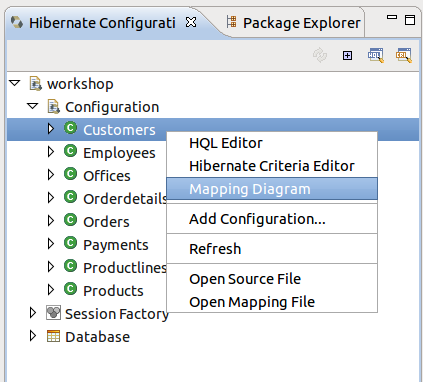 Hibernate Configurati
Package Explorer
workshop
Configuration
Customers
Employees
Offices
Orderdetails
Orders
Payments
Productlines
Products
Session Factory
Database
HQL Editor
Hibernate Criteria Editor
Mapping Diagram
Add Configuration...
Refresh
Open Source File
Open Mapping File